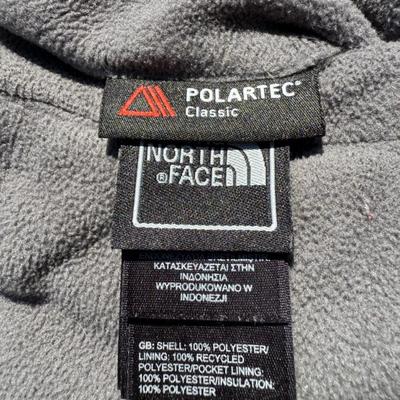 POLARTEC®
Classic
NORTH
®FACE
ΚΑΤΑΣΚΕΥΑΖΕΤΑΙ ΣΤΗΝ
ΙΝΔΟΝΗΣΙΑ
WYPRODUKOWANO W
INDONEZJI
GB: SHELL: 100% POLYESTER/
LINING: 100% RECYCLED
POLYESTER/POCKET LINING:
100% POLYESTER/INSULATION:
100% POLYESTER